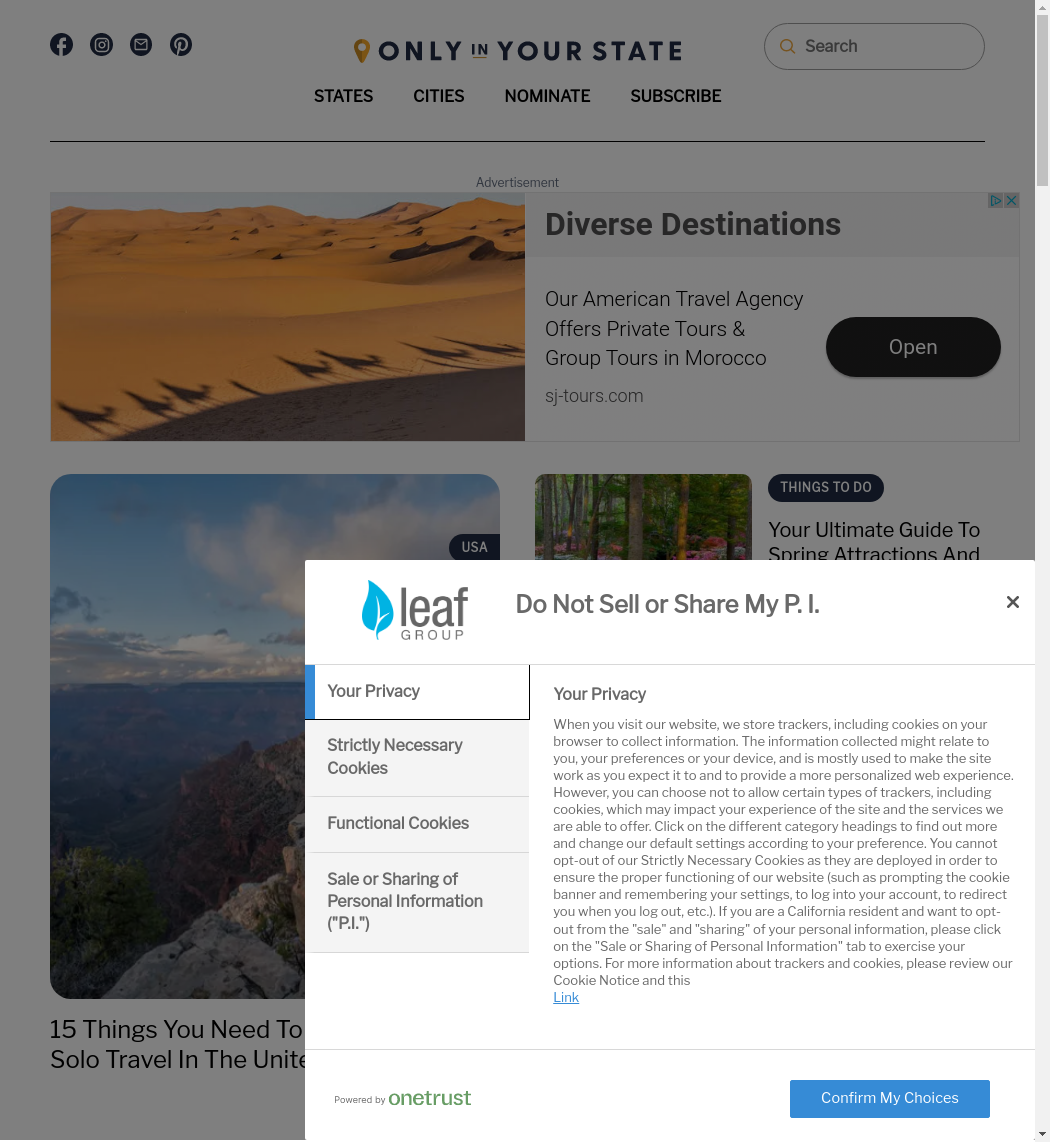 ONLY IN YOUR STATE
Search
STATES
CITIES
NOMINATE
SUBSCRIBE
Advertisement
Diverse Destinations
Our American Travel Agency
Offers Private Tours &
Group Tours in Morocco
sj-tours.com
Open
USA
15 Things You Need To
Solo Travel In The Unite
THINGS TO DO
Your Ultimate Guide To
Spring Attractions And
leaf
GROUP
Do Not Sell or Share My P. I.
Your Privacy
Strictly Necessary
Cookies
Functional Cookies
Sale or Sharing of
Personal Information
("P.I.")
Your Privacy
When you visit our website, we store trackers, including cookies on your
browser to collect information. The information collected might relate to
you, your preferences or your device, and is mostly used to make the site
work as you expect it to and to provide a more personalized web experience.
However, you can choose not to allow certain types of trackers, including
cookies, which may impact your experience of the site and the services we
are able to offer. Click on the different category headings to find out more
and change our default settings according to your preference. You cannot
opt-out of our Strictly Necessary Cookies as they are deployed in order to
ensure the proper functioning of our website (such as prompting the cookie
banner and remembering your settings, to log into your account, to redirect
you when you log out, etc.). If you are a California resident and want to opt-
out from the "sale" and "sharing" of your personal information, please click
on the "Sale or Sharing of Personal Information" tab to exercise your
options. For more information about trackers and cookies, please review our
Cookie Notice and this
Link
Powered by onetrust
Confirm My Choices